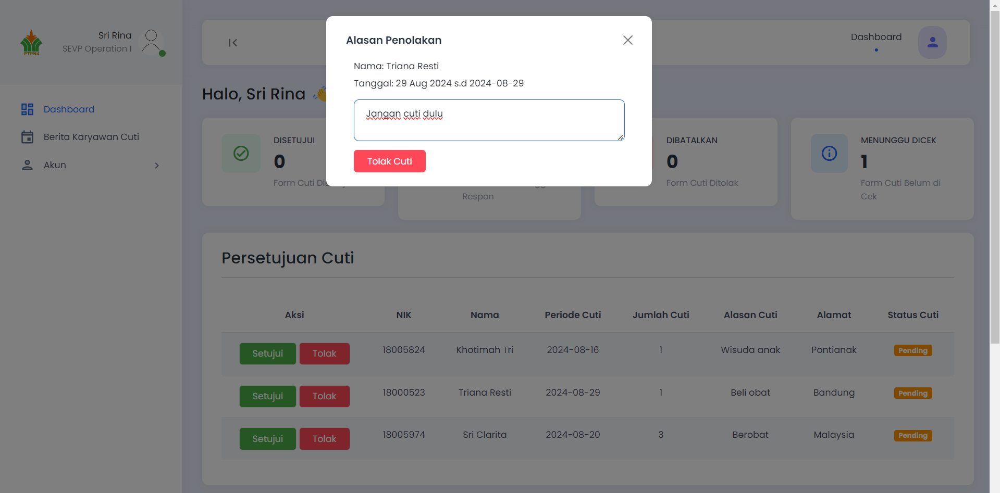 PTPN4
Sri Rina
SEVP Operation I
Dashboard
Berita Karyawan Cuti
Akun
Dashboard
Halo, Sri Rina 👋
Alasan Penolakan
Nama: Triana Resti
Tanggal: 29 Aug 2024 s.d 2024-08-29
Jangan cuti dulu
Tolak Cuti
DISETUJUI
0
Form Cuti
Respon
DIBATALKAN
0
Form Cuti Ditolak
MENUNGGU DICEK
1
Form Cuti Belum di
Cek
Persetujuan Cuti
Aksi NIK Nama Periode Cuti Jumlah Cuti Alasan Cuti Alamat Status Cuti
Setujui Tolak 18005824 Khotimah Tri 2024-08-16 1 Wisuda anak Pontianak Pending
Setujui Tolak 18000523 Triana Resti 2024-08-29 1 Beli obat Bandung Pending
Setujui Tolak 18005974 Sri Clarita 2024-08-20 3 Berobat Malaysia Pending